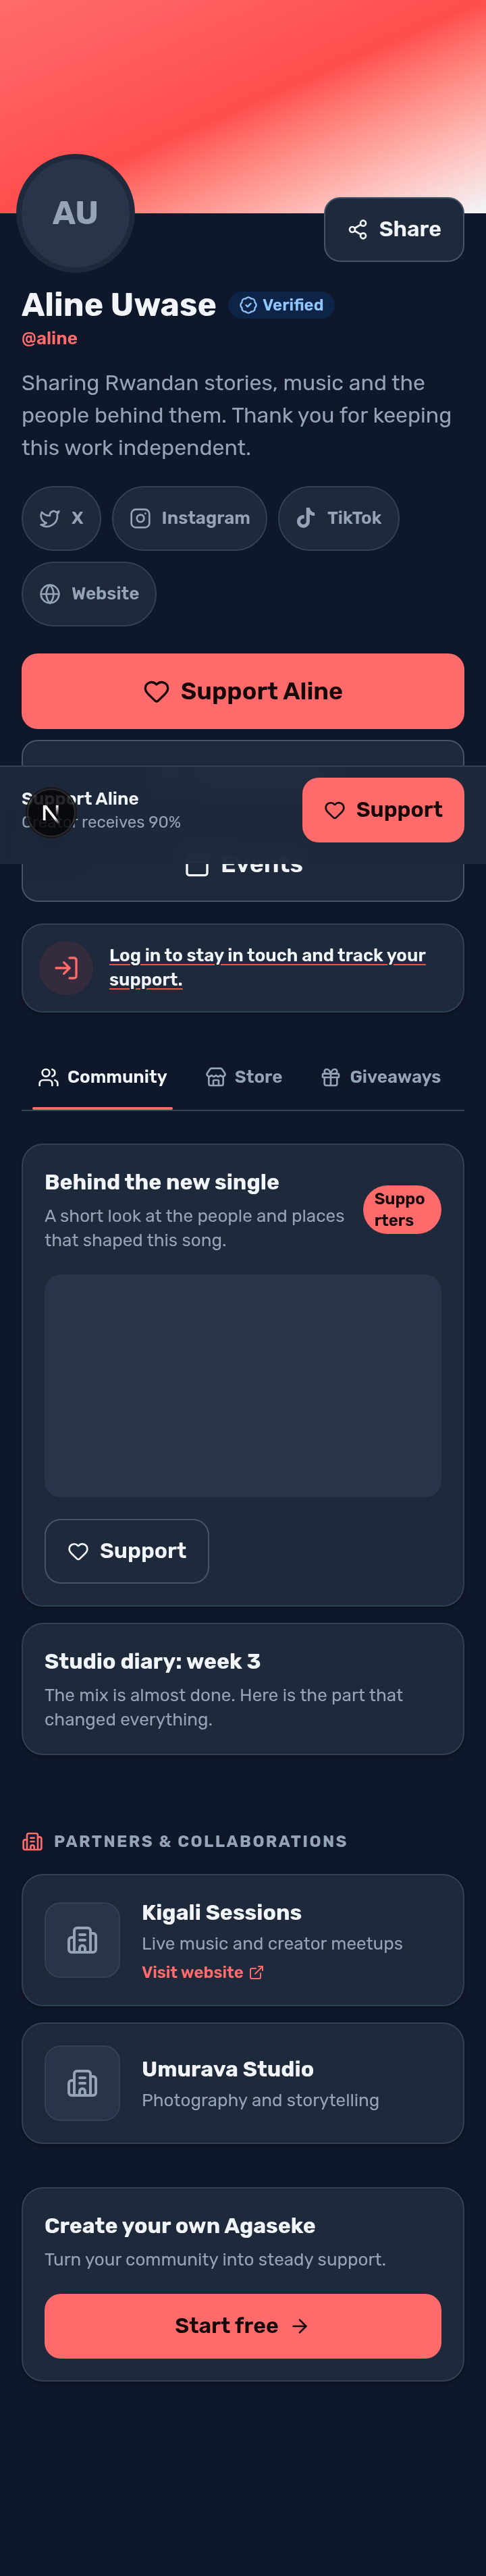 AU
Share
Aline Uwase
Verified
@aline
Sharing Rwandan stories, music and the
people behind them. Thank you for keeping
this work independent.
X
Instagram
TikTok
Website
Support Aline
Support Aline
Creator receives 90%
N
Support
Events
Log in to stay in touch and track your
support.
Community
Store
Giveaways
Behind the new single
A short look at the people and places
that shaped this song.
Suppo
rters
Support
Studio diary: week 3
The mix is almost done. Here is the part that
changed everything.
PARTNERS & COLLABORATIONS
Kigali Sessions
Live music and creator meetups
Visit website
Umurava Studio
Photography and storytelling
Create your own Agaseke
Turn your community into steady support.
Start free